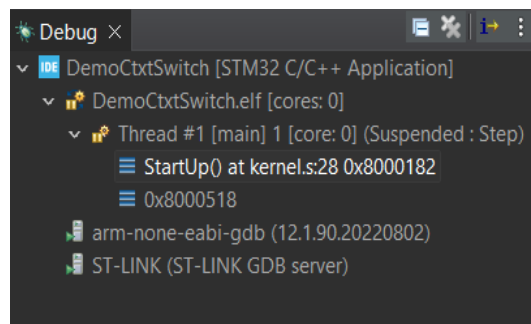 Debug
IDE DemoCtxtSwitch [STM32 C/C++ Application]
DemoCtxtSwitch.elf [cores: 0]
Thread #1 [main] 1 [core: 0] (Suspended : Step)
StartUp() at kernel.s:28 0x8000182
0x8000518
arm-none-eabi-gdb (12.1.90.20220802)
ST-LINK (ST-LINK GDB server)